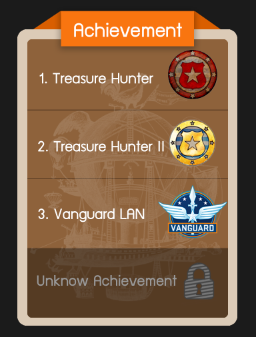 Achievement
1. Treasure Hunter
2. Treasure Hunter II
3. Vanguard LAN
VANGUARD
Unknow Achievement